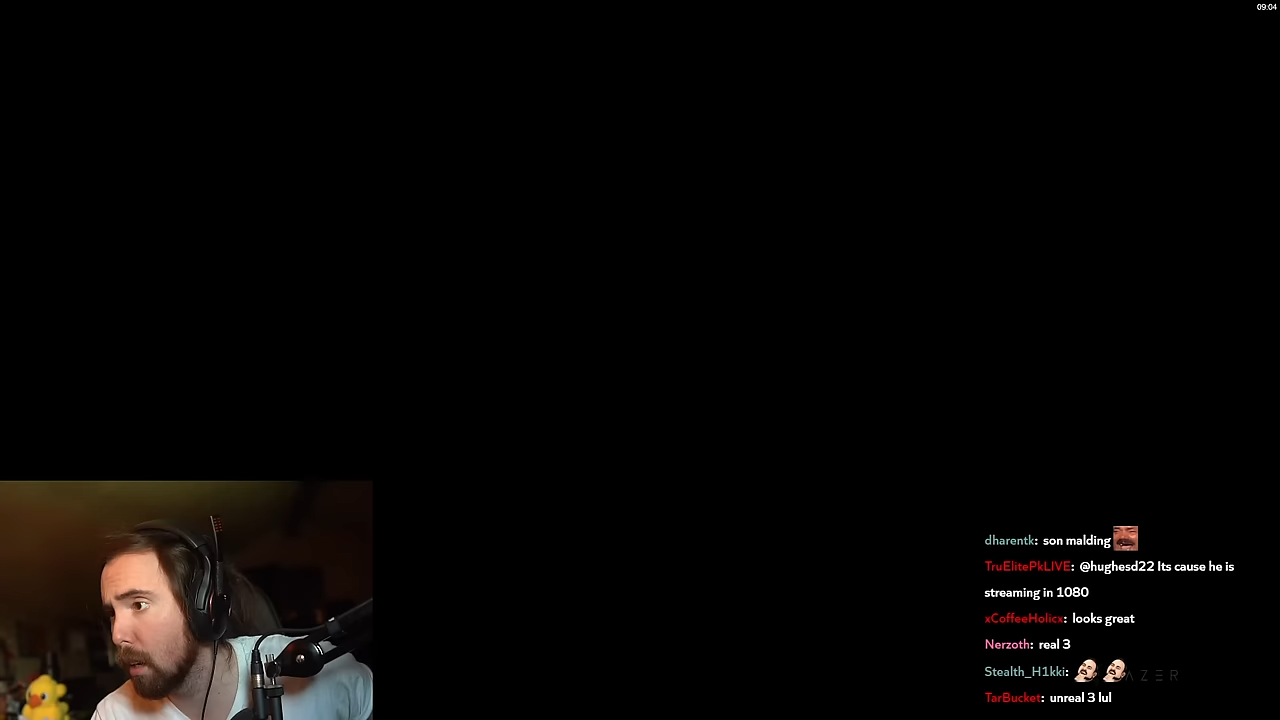 09:04
dharentk: son malding
TruElitePkLIVE: @hughesd22 Its cause he is
streaming in 1080
xCoffeeHolicx: looks great
Nerzoth: real 3
Stealth_H1kki:
AZER
TarBucket: unreal 3 lul